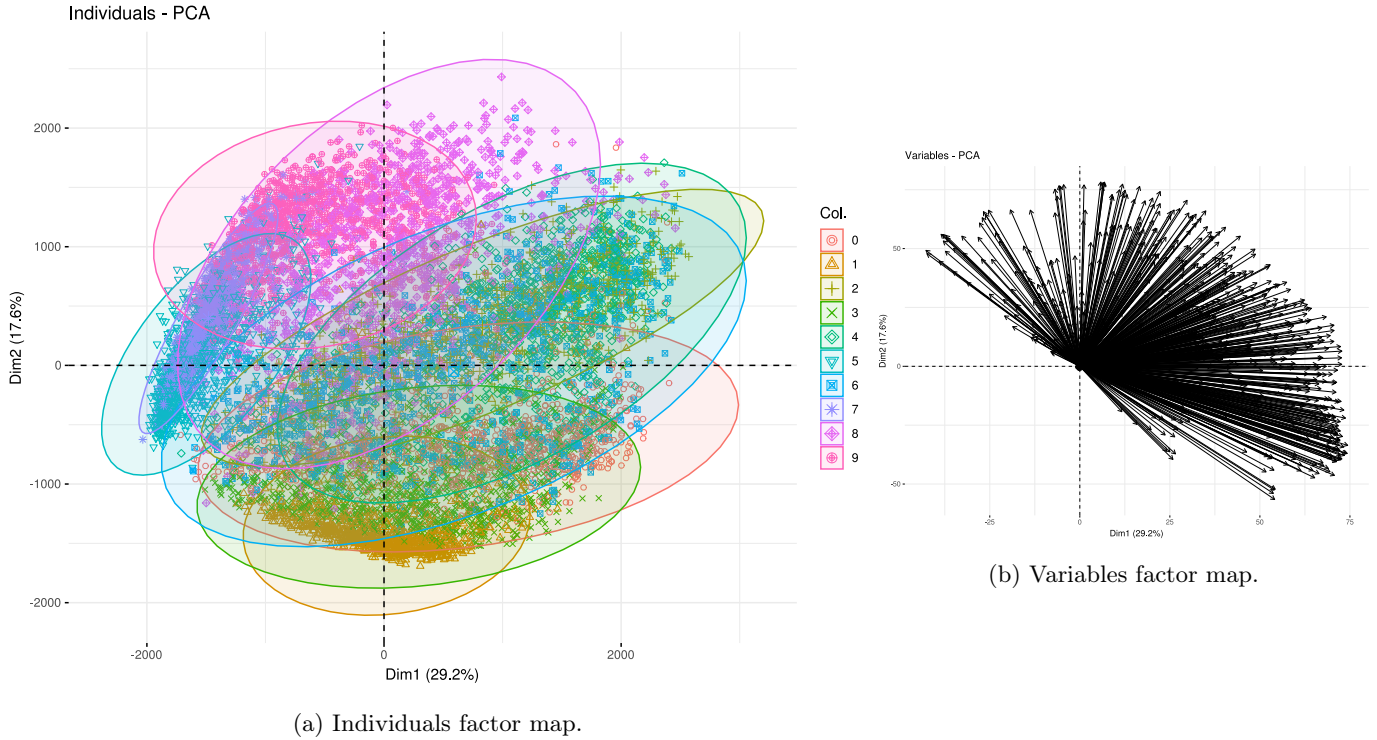 Individuals - PCA
2000
1000
0
-1000
-2000
Dim2 (17.6%)
-2000
0
2000
Dim1 (29.2%)
Col.
0
1
2
3
4
5
6
7
8
9
(a) Individuals factor map.
Variables - PCA
50
0
-50
Dim2 (17.6%)
-25
0
25
50
75
Dim1 (29.2%)
(b) Variables factor map.